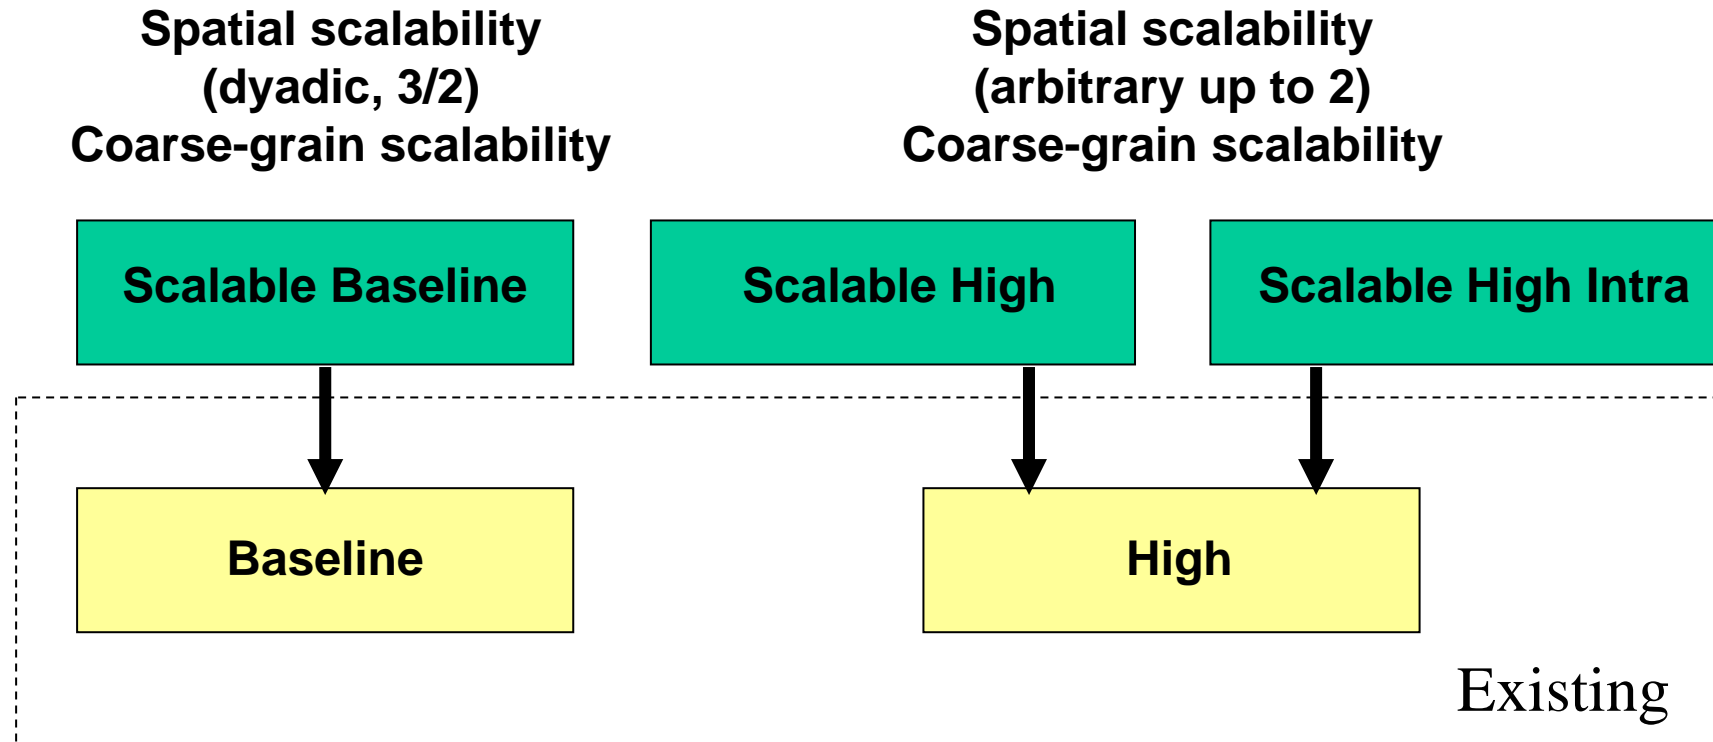 Spatial scalability
(dyadic, 3/2)
Coarse-grain scalability
Spatial scalability
(arbitrary up to 2)
Coarse-grain scalability
Scalable Baseline
Scalable High
Scalable High Intra
Baseline
High
Existing